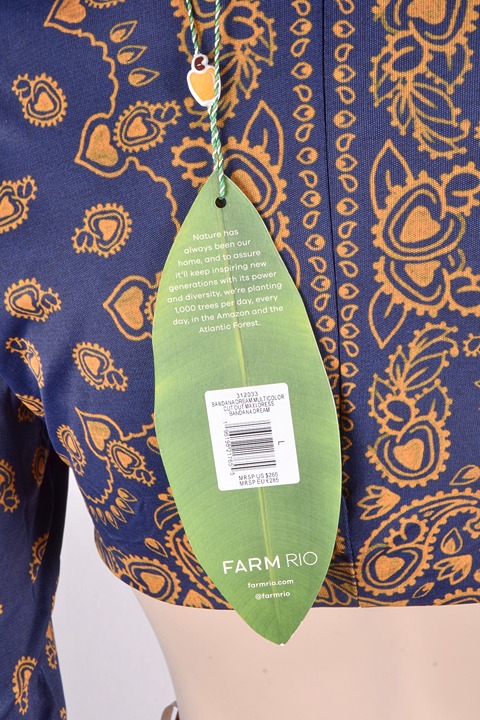 Nature has
always been our
home, and to assure
it'll keep inspiring new
generations with its power
and diversity, we're planting
1,000 trees per day, every
day, in the Amazon and the
Atlantic Forest.
312033
BANDANA DREAM MULTICOLOR
CUT OUT MAXI DRESS
BANDANA DREAM
L
MRSP US $265
MRSP EU €285
FARM RIO
farmrio.com
@farmrio